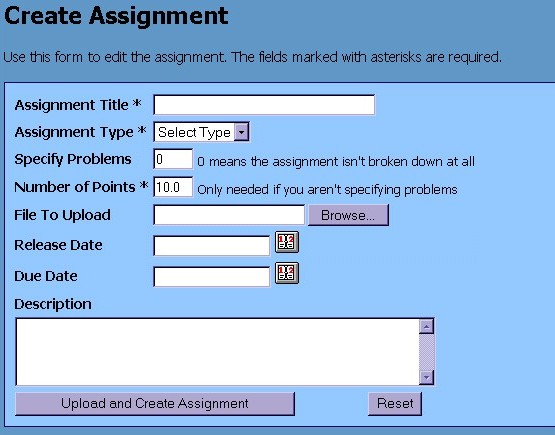 Create Assignment
Use this form to edit the assignment. The fields marked with asterisks are required.
Assignment Title *
Assignment Type * Select Type
Specify Problems 0 0 means the assignment isn't broken down at all
Number of Points * 10.0 Only needed if you aren't specifying problems
File To Upload Browse...
Release Date 12
Due Date 12
Description
Upload and Create Assignment Reset